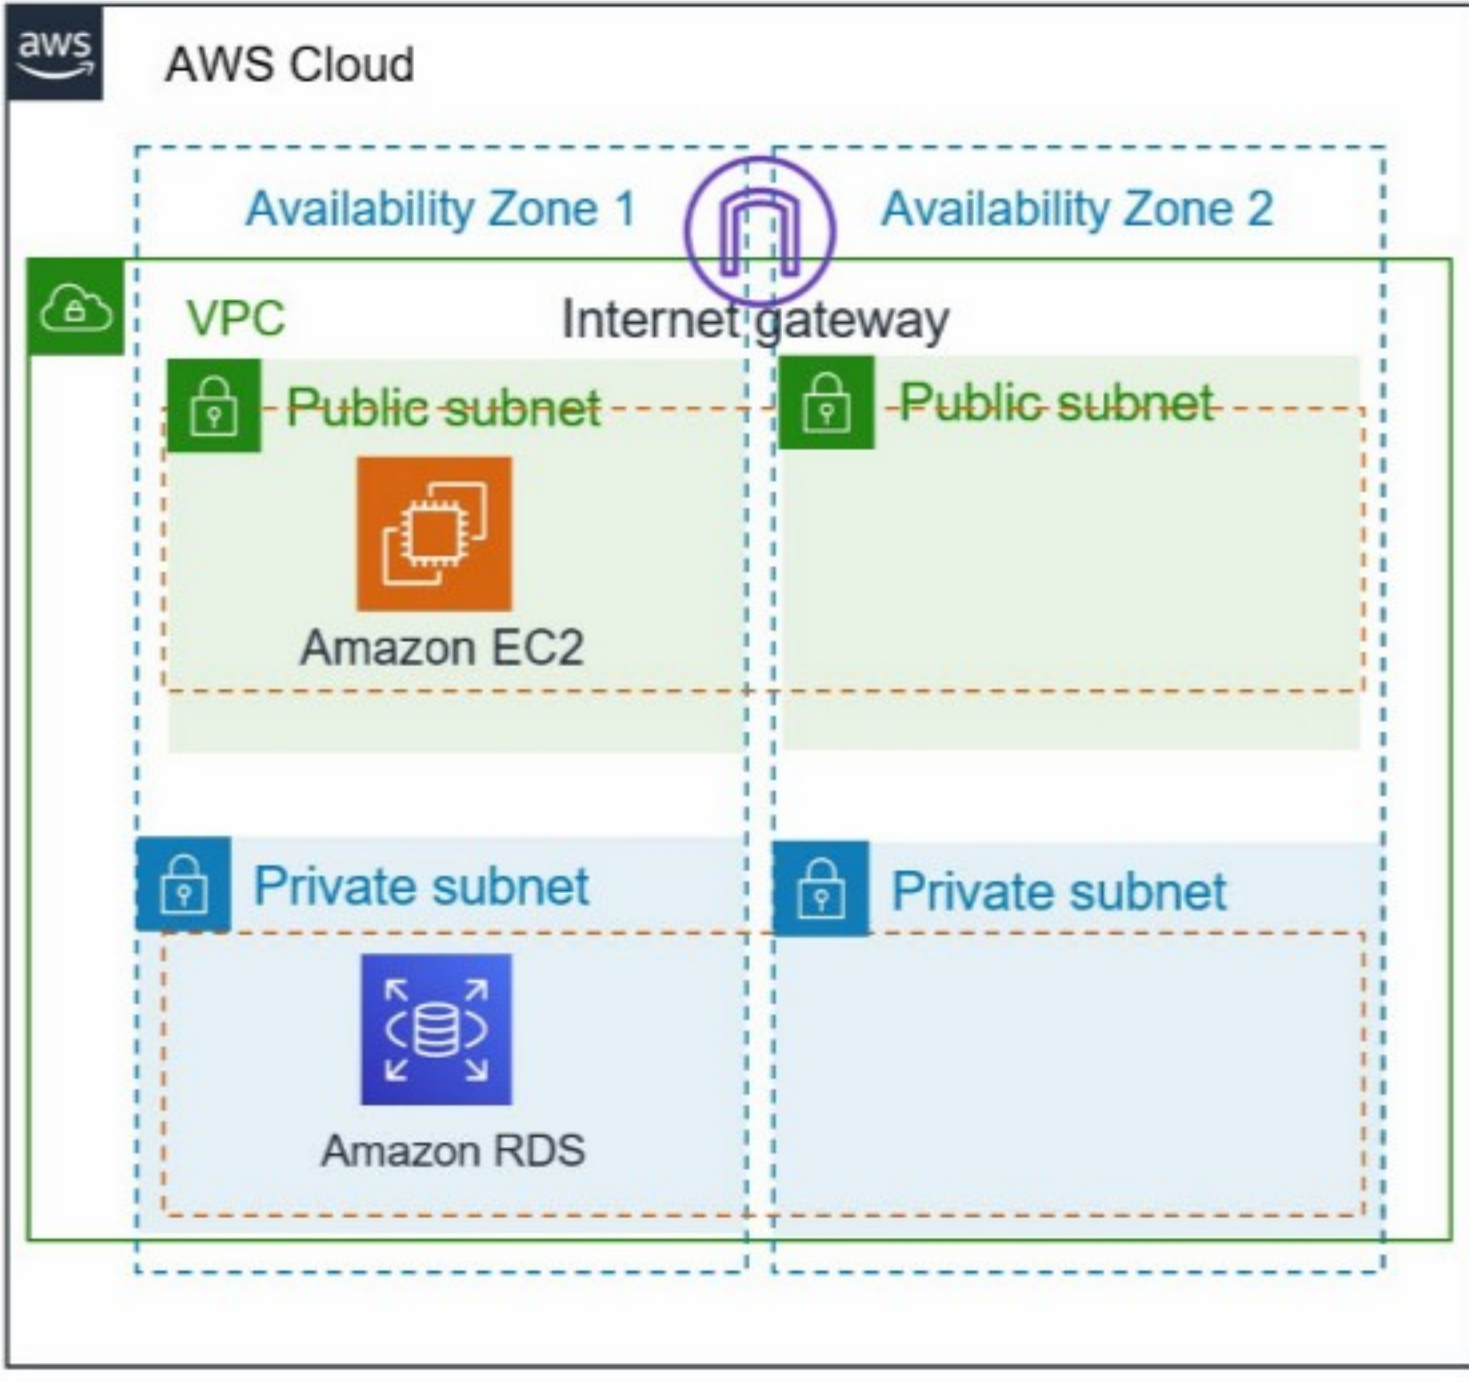 aws
AWS Cloud
Availability Zone 1
Availability Zone 2
VPC
Internet gateway
Public subnet
Public subnet
Amazon EC2
Private subnet
Private subnet
Amazon RDS